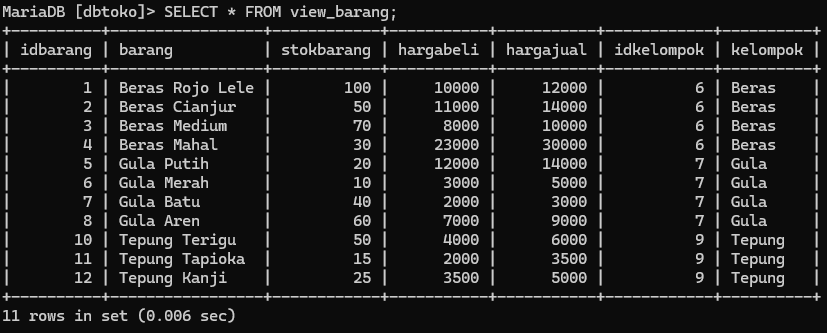 MariaDB [dbtoko]> SELECT * FROM view_barang;
+----------+-----------------+------------+-----------+-----------+------------+----------+
| idbarang | barang          | stokbarang | hargabeli | hargajual | idkelompok | kelompok |
+----------+-----------------+------------+-----------+-----------+------------+----------+
|        1 | Beras Rojo Lele |        100 |     10000 |     12000 |          6 | Beras    |
|        2 | Beras Cianjur   |         50 |     11000 |     14000 |          6 | Beras    |
|        3 | Beras Medium    |         70 |      8000 |     10000 |          6 | Beras    |
|        4 | Beras Mahal     |         30 |     23000 |     30000 |          6 | Beras    |
|        5 | Gula Putih      |         20 |     12000 |     14000 |          7 | Gula     |
|        6 | Gula Merah      |         10 |      3000 |      5000 |          7 | Gula     |
|        7 | Gula Batu       |         40 |      2000 |      3000 |          7 | Gula     |
|        8 | Gula Aren       |         60 |      7000 |      9000 |          7 | Gula     |
|       10 | Tepung Terigu   |         50 |      4000 |      6000 |          9 | Tepung   |
|       11 | Tepung Tapioka  |         15 |      2000 |      3500 |          9 | Tepung   |
|       12 | Tepung Kanji    |         25 |      3500 |      5000 |          9 | Tepung   |
+----------+-----------------+------------+-----------+-----------+------------+----------+
11 rows in set (0.006 sec)